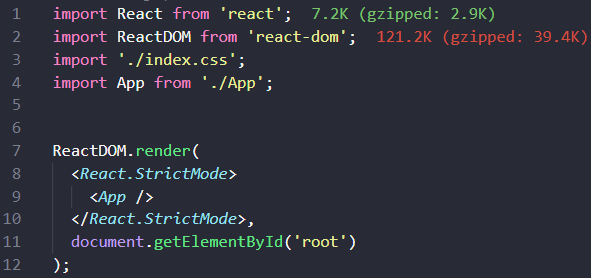 1 import React from 'react'; 7.2K (gzipped: 2.9K)
2 import ReactDOM from 'react-dom'; 121.2K (gzipped: 39.4K)
3 import './index.css';
4 import App from './App';
5
6
7 ReactDOM.render(
8 <React.StrictMode>
9 <App />
10 </React.StrictMode>,
11 document.getElementById('root')
12 );